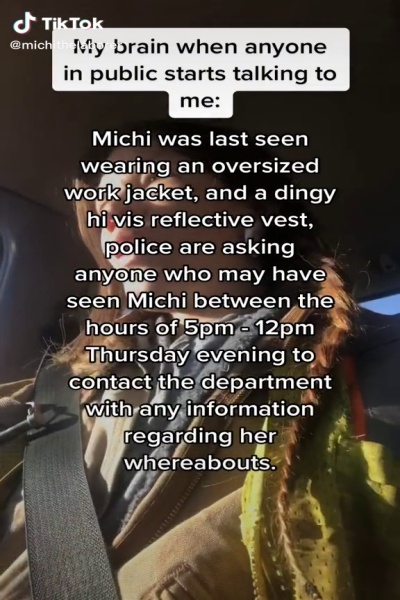 TikTok
@michithelaborer
My brain when anyone
in public starts talking to
me:
Michi was last seen
wearing an oversized
work jacket, and a dingy
hi vis reflective vest,
police are asking
anyone who may have
seen Michi between the
hours of 5pm - 12pm
Thursday evening to
contact the department
with any information
regarding her
whereabouts.